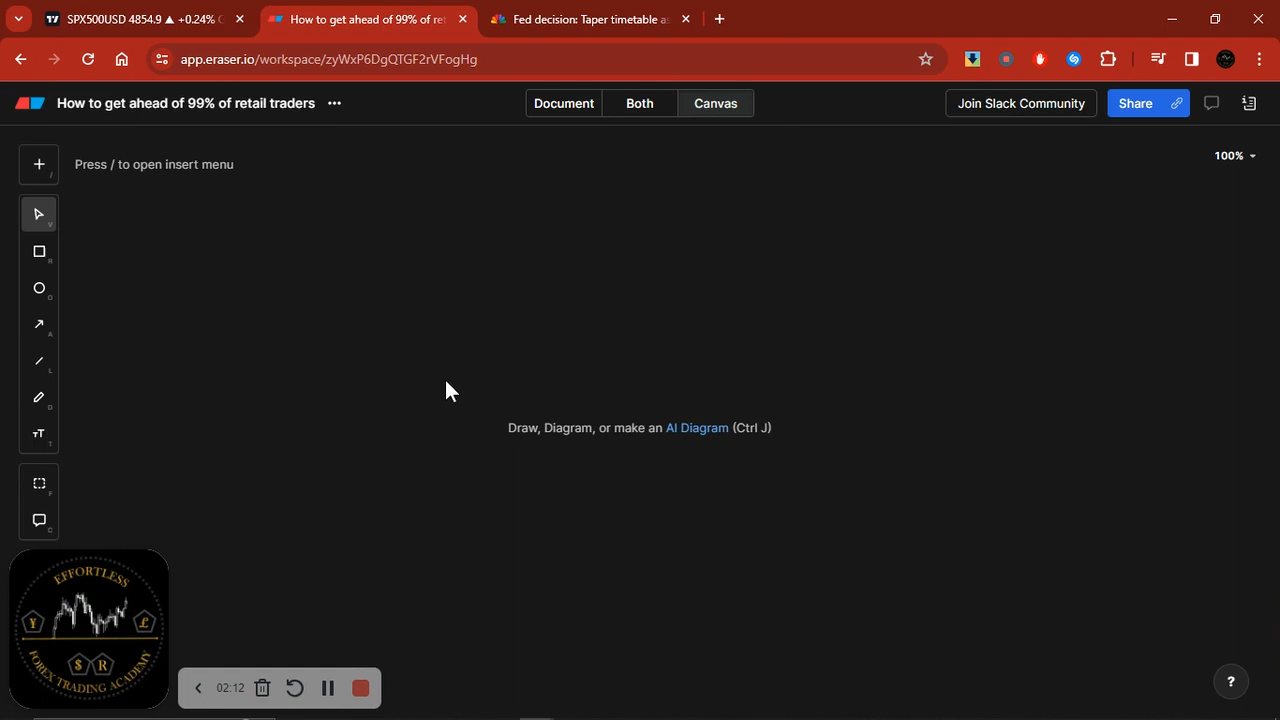 SPX500USD 4854.9 ▲ +0.24%
How to get ahead of 99% of re
Fed decision: Taper timetable a
app.eraser.io/workspace/zyWxP6DgQTGF2rVFogHg
How to get ahead of 99% of retail traders
Document
Both
Canvas
Join Slack Community
Share
+ /
Press / to open insert menu
100%
V
R
O
A
L
D
TT T
F
C
Draw, Diagram, or make an AI Diagram (Ctrl J)
EFFORTLESS
¥ £
$ R
FOREX TRADING ACADEMY
02:12
?